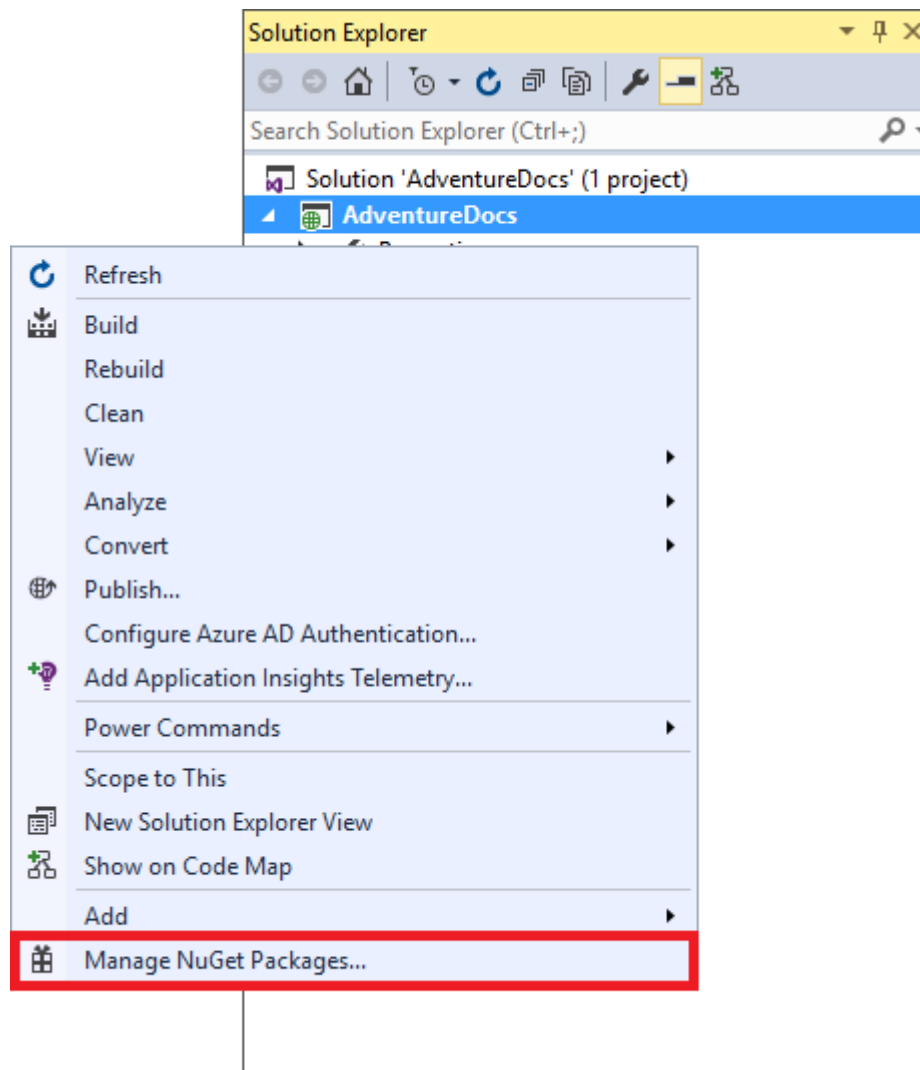 Solution Explorer
Search Solution Explorer (Ctrl+;)
Solution 'AdventureDocs' (1 project)
AdventureDocs
Refresh
Build
Rebuild
Clean
View
Analyze
Convert
Publish...
Configure Azure AD Authentication...
Add Application Insights Telemetry...
Power Commands
Scope to This
New Solution Explorer View
Show on Code Map
Add
Manage NuGet Packages...